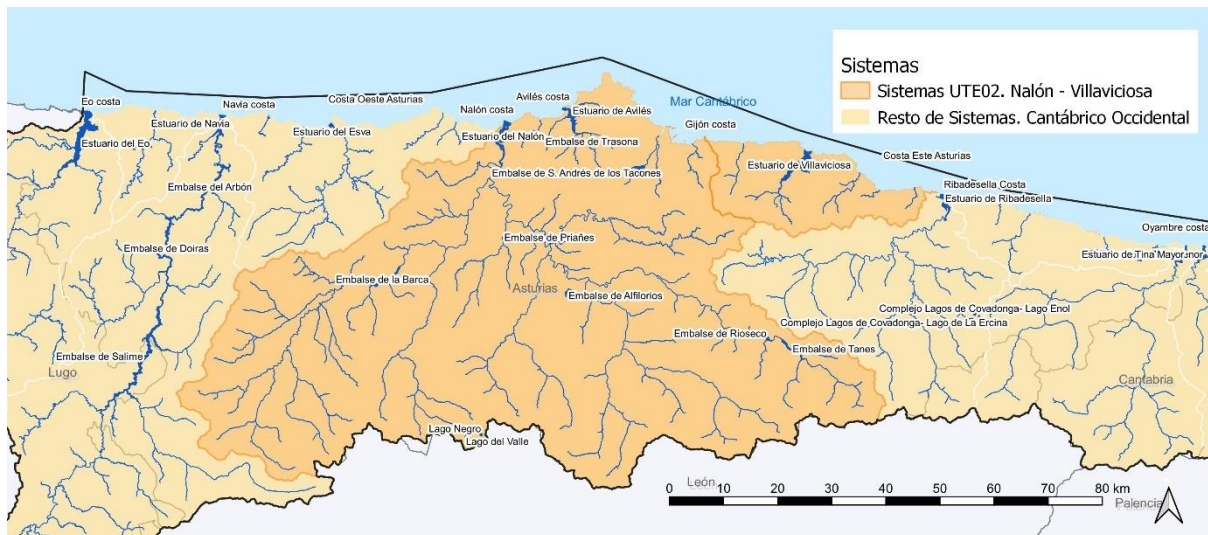 Sistemas
Sistemas UTE02. Nalón - Villaviciosa
Resto de Sistemas. Cantábrico Occidental
Eo costa
Navia costa
Costa Oeste Asturias
Avilés costa
Nalón costa
Mar Cantábrico
Estuario de Avilés
Estuario de Navia
Estuario del Esva
Gijón costa
Estuario del Eo,
Estuario del Nalón
Embalse de Trasona
Costa Este Asturias
Estuario de Villaviciosa
Embalse de S. Andrés de los Tacones
Embalse del Arbón
Ribadesella Costa
Estuario de Ribadesella
Oyambre costa
Embalse de Doiras
Embalse de Priañes
Estuario de Tina Mayor
Embalse de la Barca
Asturias
Embalse de Alfilorios
Complejo Lagos de Covadonga- Lago Enol
Complejo Lagos de Covadonga- Lago de La Ercina
Embalse de Rioseco
Embalse de Tanes
Embalse de Salime
Lugo
Cantabria
Lago Negro
Lago del Valle
León
0 10 20 30 40 50 60 70 80 km
Palencia